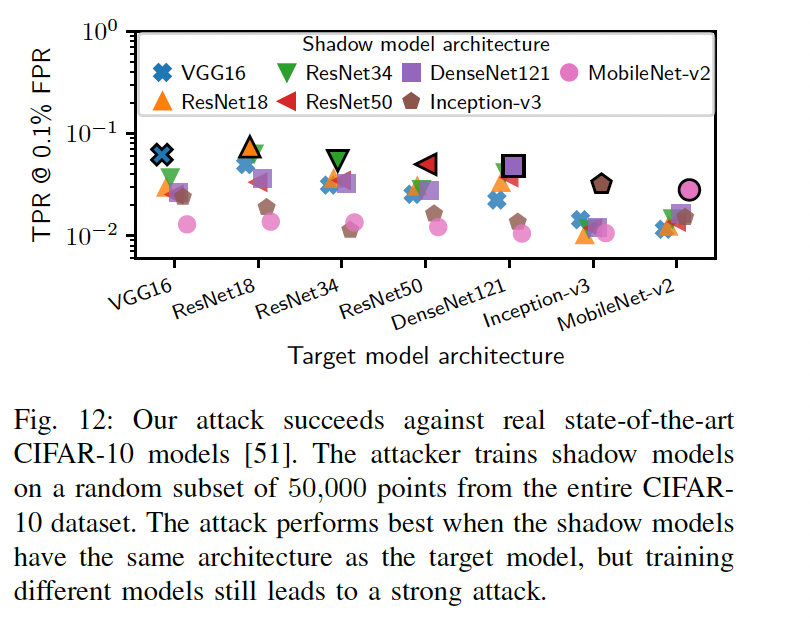 10⁰
10⁻¹
10⁻²
TPR @ 0.1% FPR
Shadow model architecture
VGG16 ResNet34 DenseNet121 MobileNet-v2
ResNet18 ResNet50 Inception-v3
VGG16
ResNet18
ResNet34
ResNet50
DenseNet121
Inception-v3
MobileNet-v2
Target model architecture
Fig. 12: Our attack succeeds against real state-of-the-art
CIFAR-10 models [51]. The attacker trains shadow models
on a random subset of 50,000 points from the entire CIFAR-
10 dataset. The attack performs best when the shadow models
have the same architecture as the target model, but training
different models still leads to a strong attack.